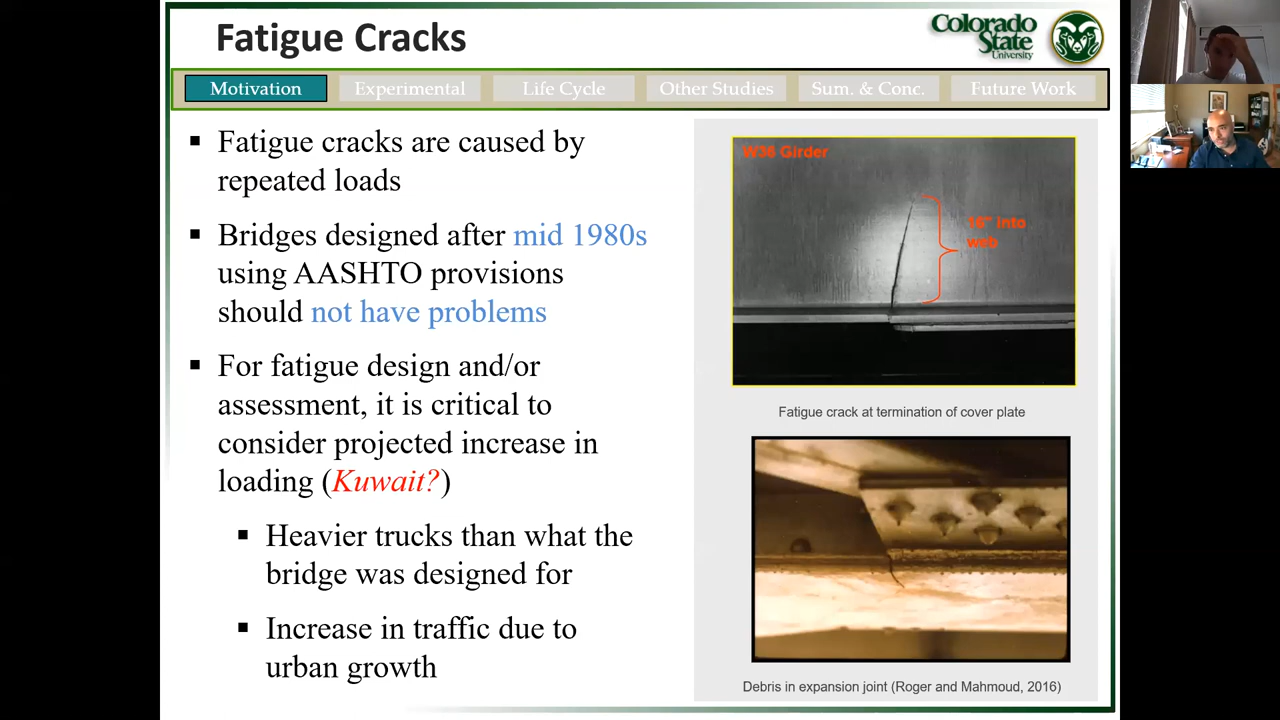 Fatigue Cracks
Colorado
State
University
Motivation
Experimental
Life Cycle
Other Studies
Sum. & Conc.
Future Work
▪ Fatigue cracks are caused by
repeated loads
▪ Bridges designed after mid 1980s
using AASHTO provisions
should not have problems
▪ For fatigue design and/or
assessment, it is critical to
consider projected increase in
loading (Kuwait?)
▪ Heavier trucks than what the
bridge was designed for
▪ Increase in traffic due to
urban growth
W36 Girder
16" into
web
Fatigue crack at termination of cover plate
Debris in expansion joint (Roger and Mahmoud, 2016)